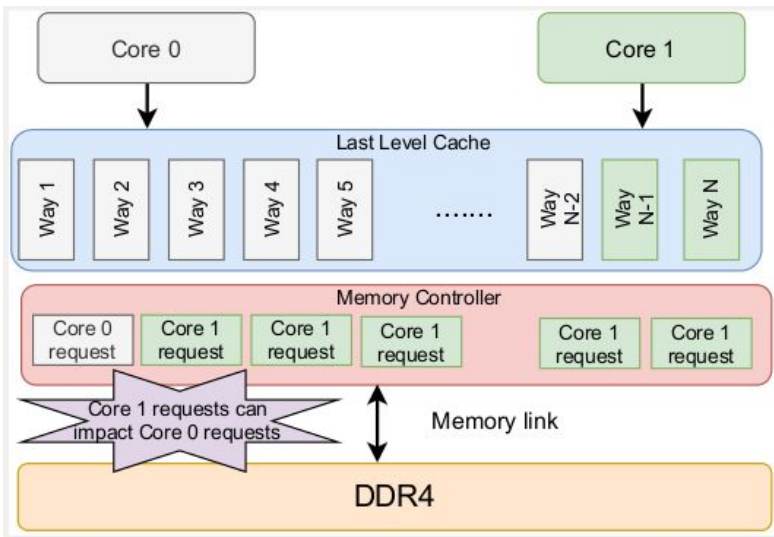 Core 0
Core 1
Last Level Cache
Way 1
Way 2
Way 3
Way 4
Way 5
.......
Way
N-2
Way
N-1
Way N
Memory Controller
Core 0
request
Core 1
request
Core 1
request
Core 1
request
Core 1
request
Core 1
request
Core 1 requests can
impact Core 0 requests
Memory link
DDR4